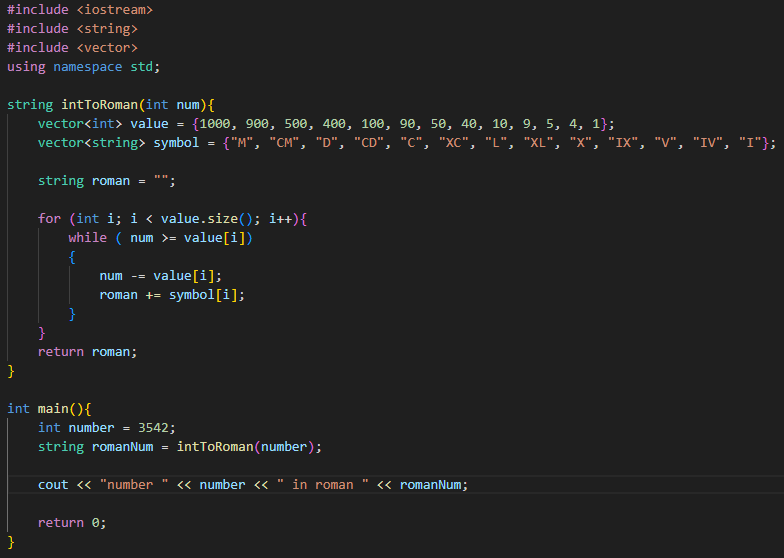 #include <iostream>
#include <string>
#include <vector>
using namespace std;

string intToRoman(int num){
    vector<int> value = {1000, 900, 500, 400, 100, 90, 50, 40, 10, 9, 5, 4, 1};
    vector<string> symbol = {"M", "CM", "D", "CD", "C", "XC", "L", "XL", "X", "IX", "V", "IV", "I"};

    string roman = "";

    for (int i; i < value.size(); i++){
        while ( num >= value[i])
        {
            num -= value[i];
            roman += symbol[i];
        }
    }
    return roman;
}

int main(){
    int number = 3542;
    string romanNum = intToRoman(number);

    cout << "number " << number << " in roman " << romanNum;

    return 0;
}